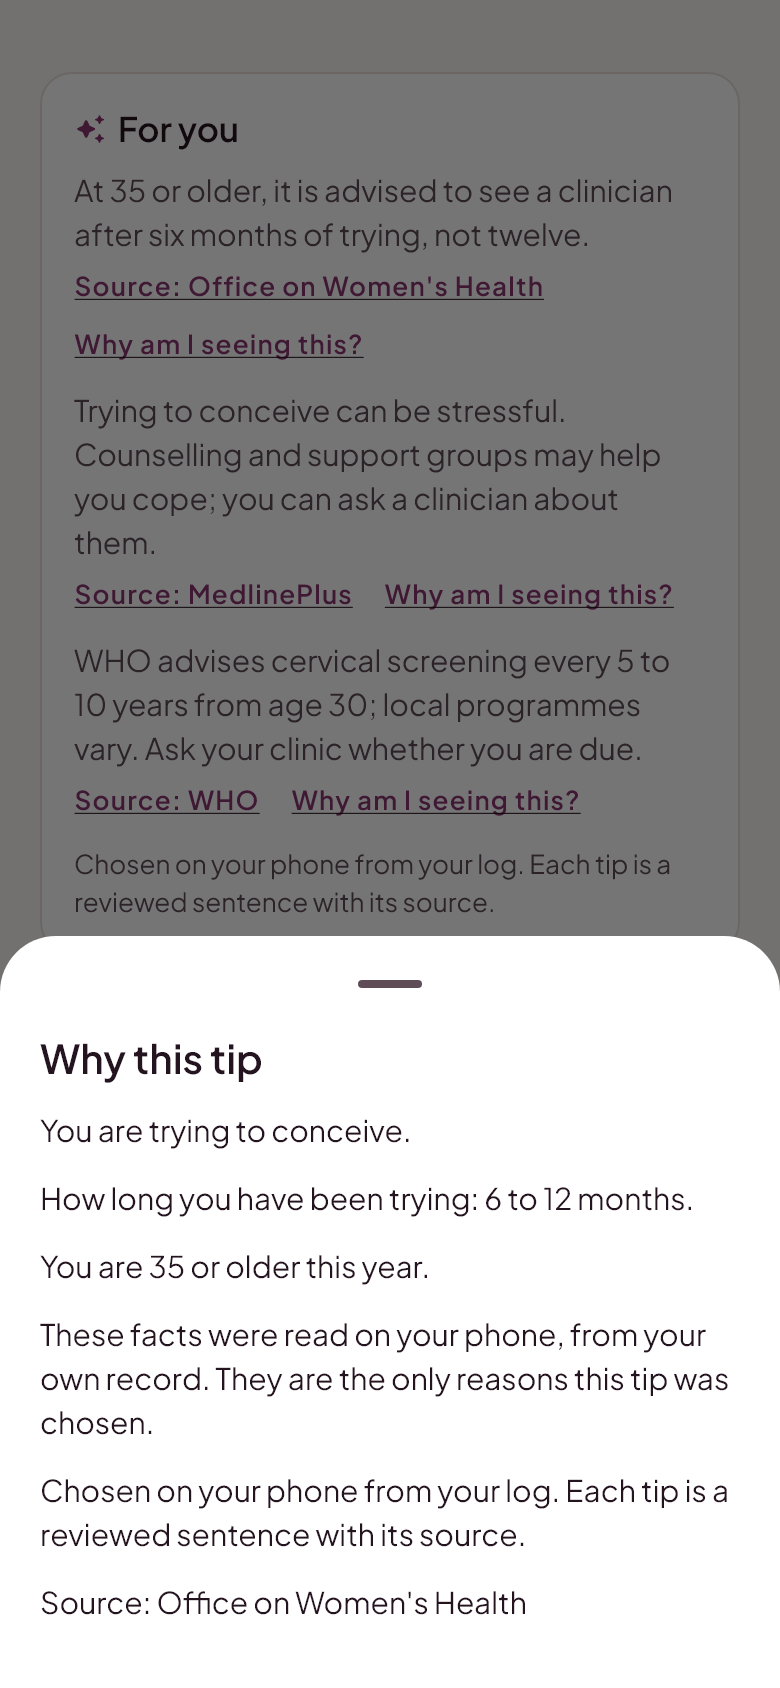 For you
At 35 or older, it is advised to see a clinician
after six months of trying, not twelve.
Source: Office on Women's Health
Why am I seeing this?
Trying to conceive can be stressful.
Counselling and support groups may help
you cope; you can ask a clinician about
them.
Source: MedlinePlus Why am I seeing this?
WHO advises cervical screening every 5 to
10 years from age 30; local programmes
vary. Ask your clinic whether you are due.
Source: WHO Why am I seeing this?
Chosen on your phone from your log. Each tip is a
reviewed sentence with its source.
Why this tip
You are trying to conceive.
How long you have been trying: 6 to 12 months.
You are 35 or older this year.
These facts were read on your phone, from your
own record. They are the only reasons this tip was
chosen.
Chosen on your phone from your log. Each tip is a
reviewed sentence with its source.
Source: Office on Women's Health